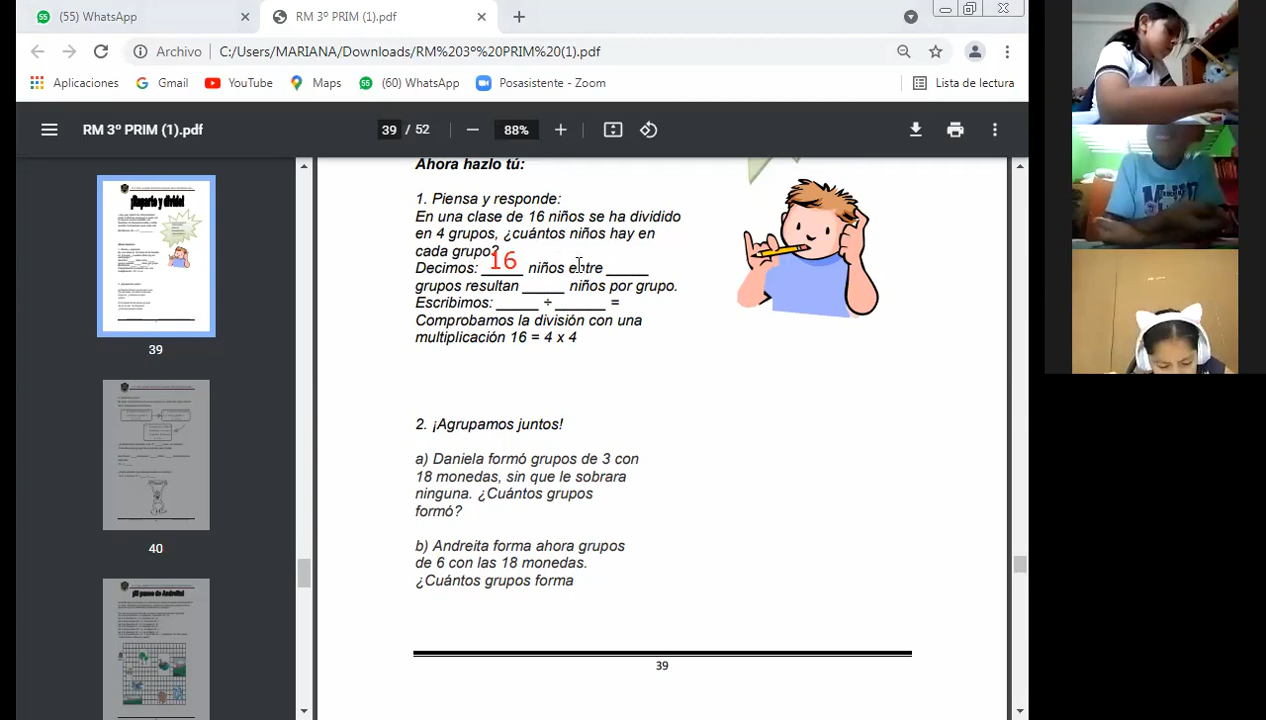 (55) WhatsApp
RM 3º PRIM (1).pdf
Archivo
C:/Users/MARIANA/Downloads/RM%203º%20PRIM%20(1).pdf
Aplicaciones
Gmail
YouTube
Maps
(60) WhatsApp
Posasistente - Zoom
Lista de lectura
RM 3º PRIM (1).pdf
39 / 52
88%
¡Reparto y divido!
39
40
Ahora hazlo tú:
1. Piensa y responde:
En una clase de 16 niños se ha dividido
en 4 grupos, ¿cuántos niños hay en
cada grupo?
Decimos: 16 niños entre _____
grupos resultan _____ niños por grupo.
Escribimos: _____ ÷ ______ =
Comprobamos la división con una
multiplicación 16 = 4 x 4
2. ¡Agrupamos juntos!
a) Daniela formó grupos de 3 con
18 monedas, sin que le sobrara
ninguna. ¿Cuántos grupos
formó?
b) Andreita forma ahora grupos
de 6 con las 18 monedas.
¿Cuántos grupos forma
39